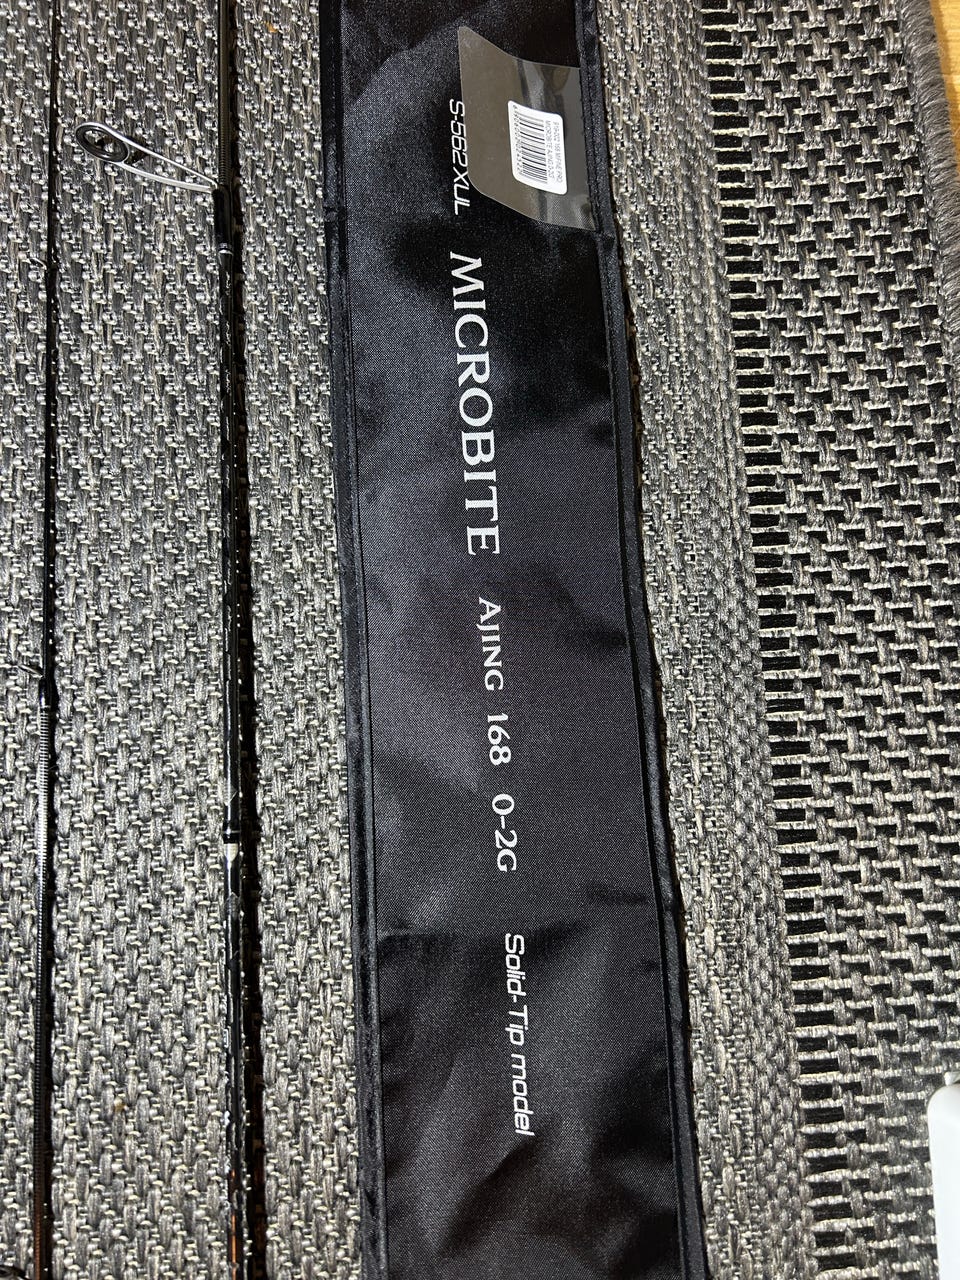 S-562XUL MICROBITE AJING 168 0-2G Solid-Tip model